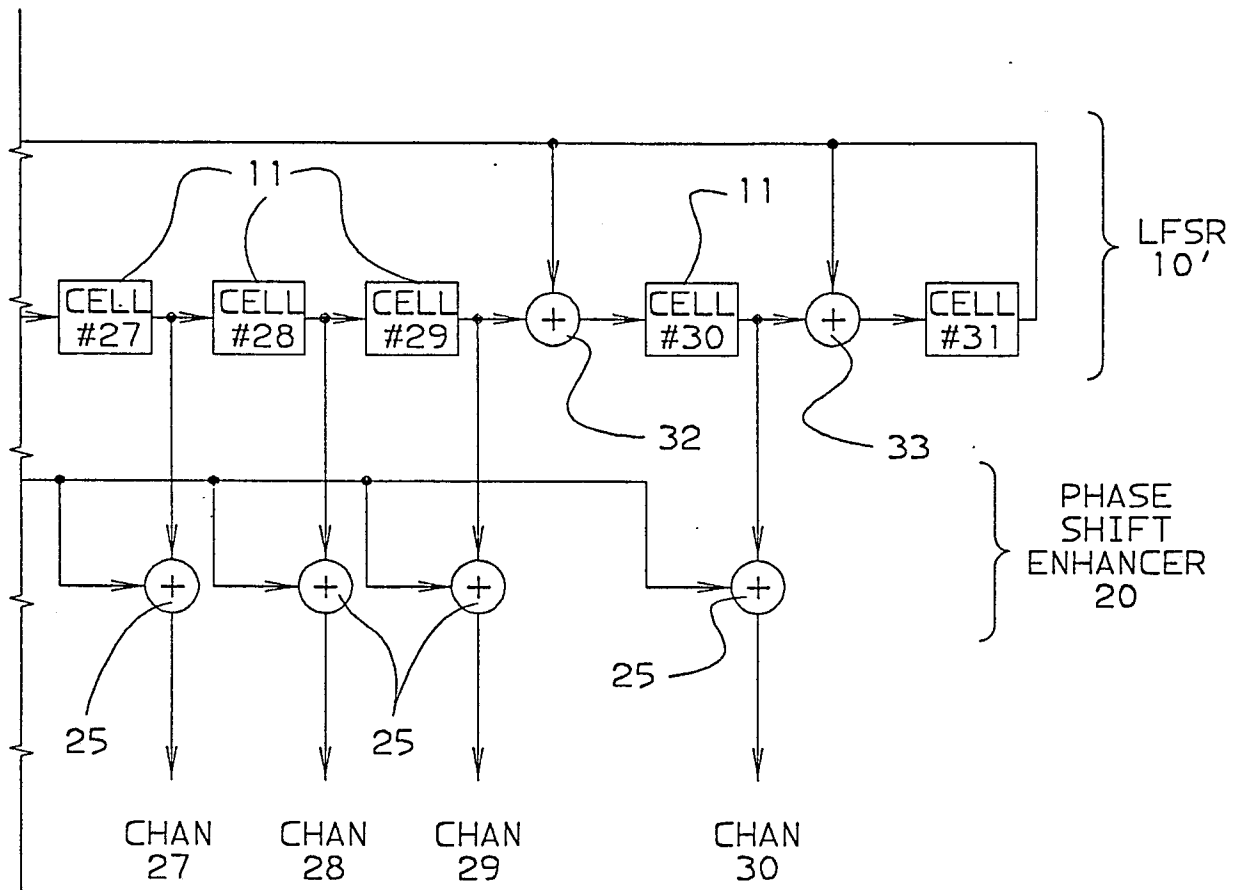 11
11
LFSR
10'
CELL
#27
CELL
#28
CELL
#29
CELL
#30
CELL
#31
32
33
PHASE
SHIFT
ENHANCER
20
25
25
25
CHAN
27
CHAN
28
CHAN
29
CHAN
30